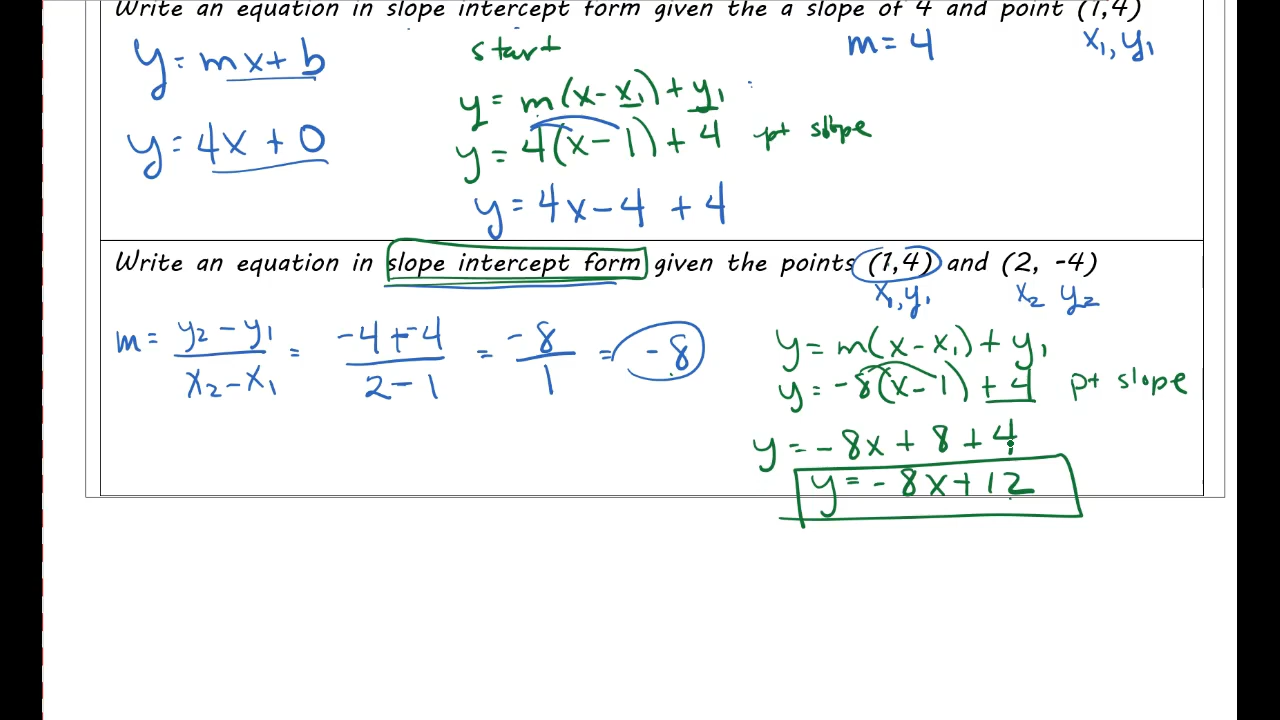 Write an equation in slope intercept form given the a slope of 4 and point (1,4)
y = mx + b
start
m = 4
x₁, y₁
y = m(x - x₁) + y₁
y = 4x + 0
y = 4(x - 1) + 4 pt slope
y = 4x - 4 + 4
Write an equation in slope intercept form given the points (1,4) and (2, -4)
x₁, y₁ x₂ y₂
m = y₂ - y₁ / x₂ - x₁ = -4 + -4 / 2 - 1 = -8 / 1 = -8
y = m(x - x₁) + y₁
y = -8(x - 1) + 4 pt slope
y = -8x + 8 + 4
y = -8x + 12